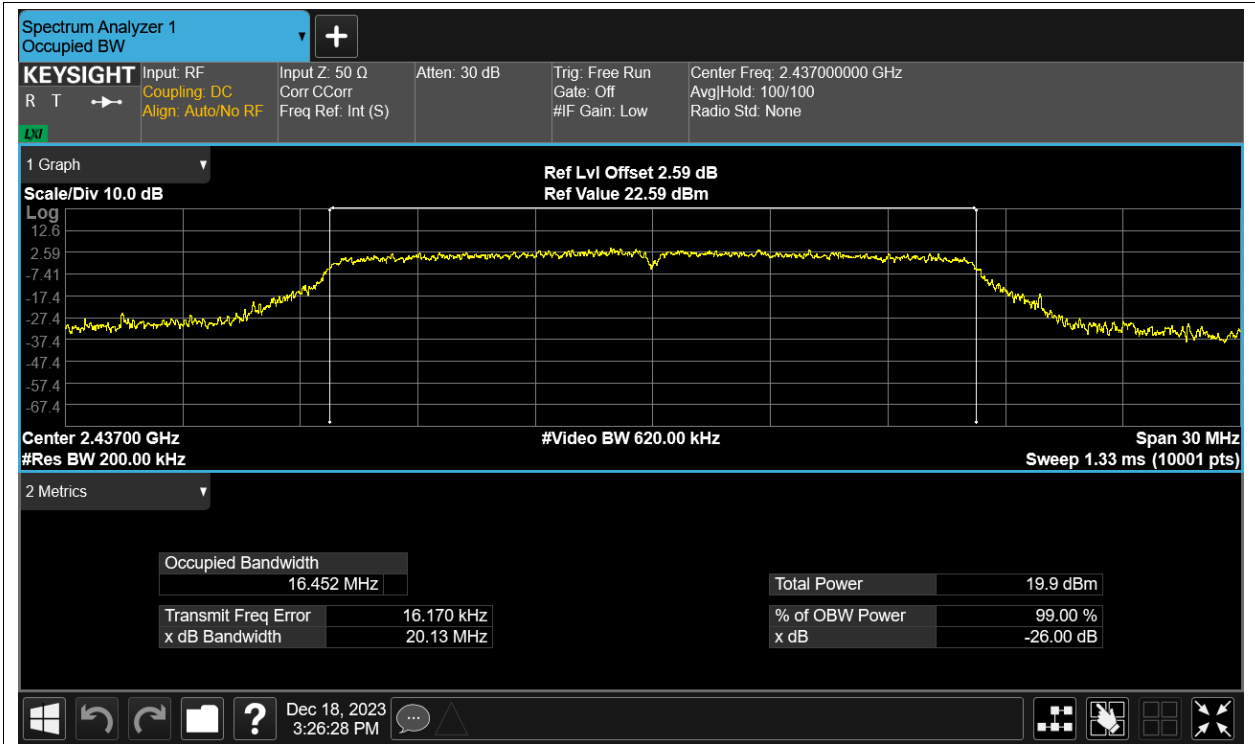 Spectrum Analyzer 1
Occupied BW
+
KEYSIGHT Input: RF Input Z: 50 Ω Atten: 30 dB Trig: Free Run Center Freq: 2.437000000 GHz
R T Coupling: DC Corr CCorr Gate: Off Avg|Hold: 100/100
Align: Auto/No RF Freq Ref: Int (S) #IF Gain: Low Radio Std: None
LXI
1 Graph Ref Lvl Offset 2.59 dB
Scale/Div 10.0 dB Ref Value 22.59 dBm
Log
12.6
2.59
-7.41
-17.4
-27.4
-37.4
-47.4
-57.4
-67.4
Center 2.43700 GHz #Video BW 620.00 kHz Span 30 MHz
#Res BW 200.00 kHz Sweep 1.33 ms (10001 pts)
2 Metrics
Occupied Bandwidth
16.452 MHz Total Power 19.9 dBm
Transmit Freq Error 16.170 kHz % of OBW Power 99.00 %
x dB Bandwidth 20.13 MHz x dB -26.00 dB
? Dec 18, 2023
3:26:28 PM